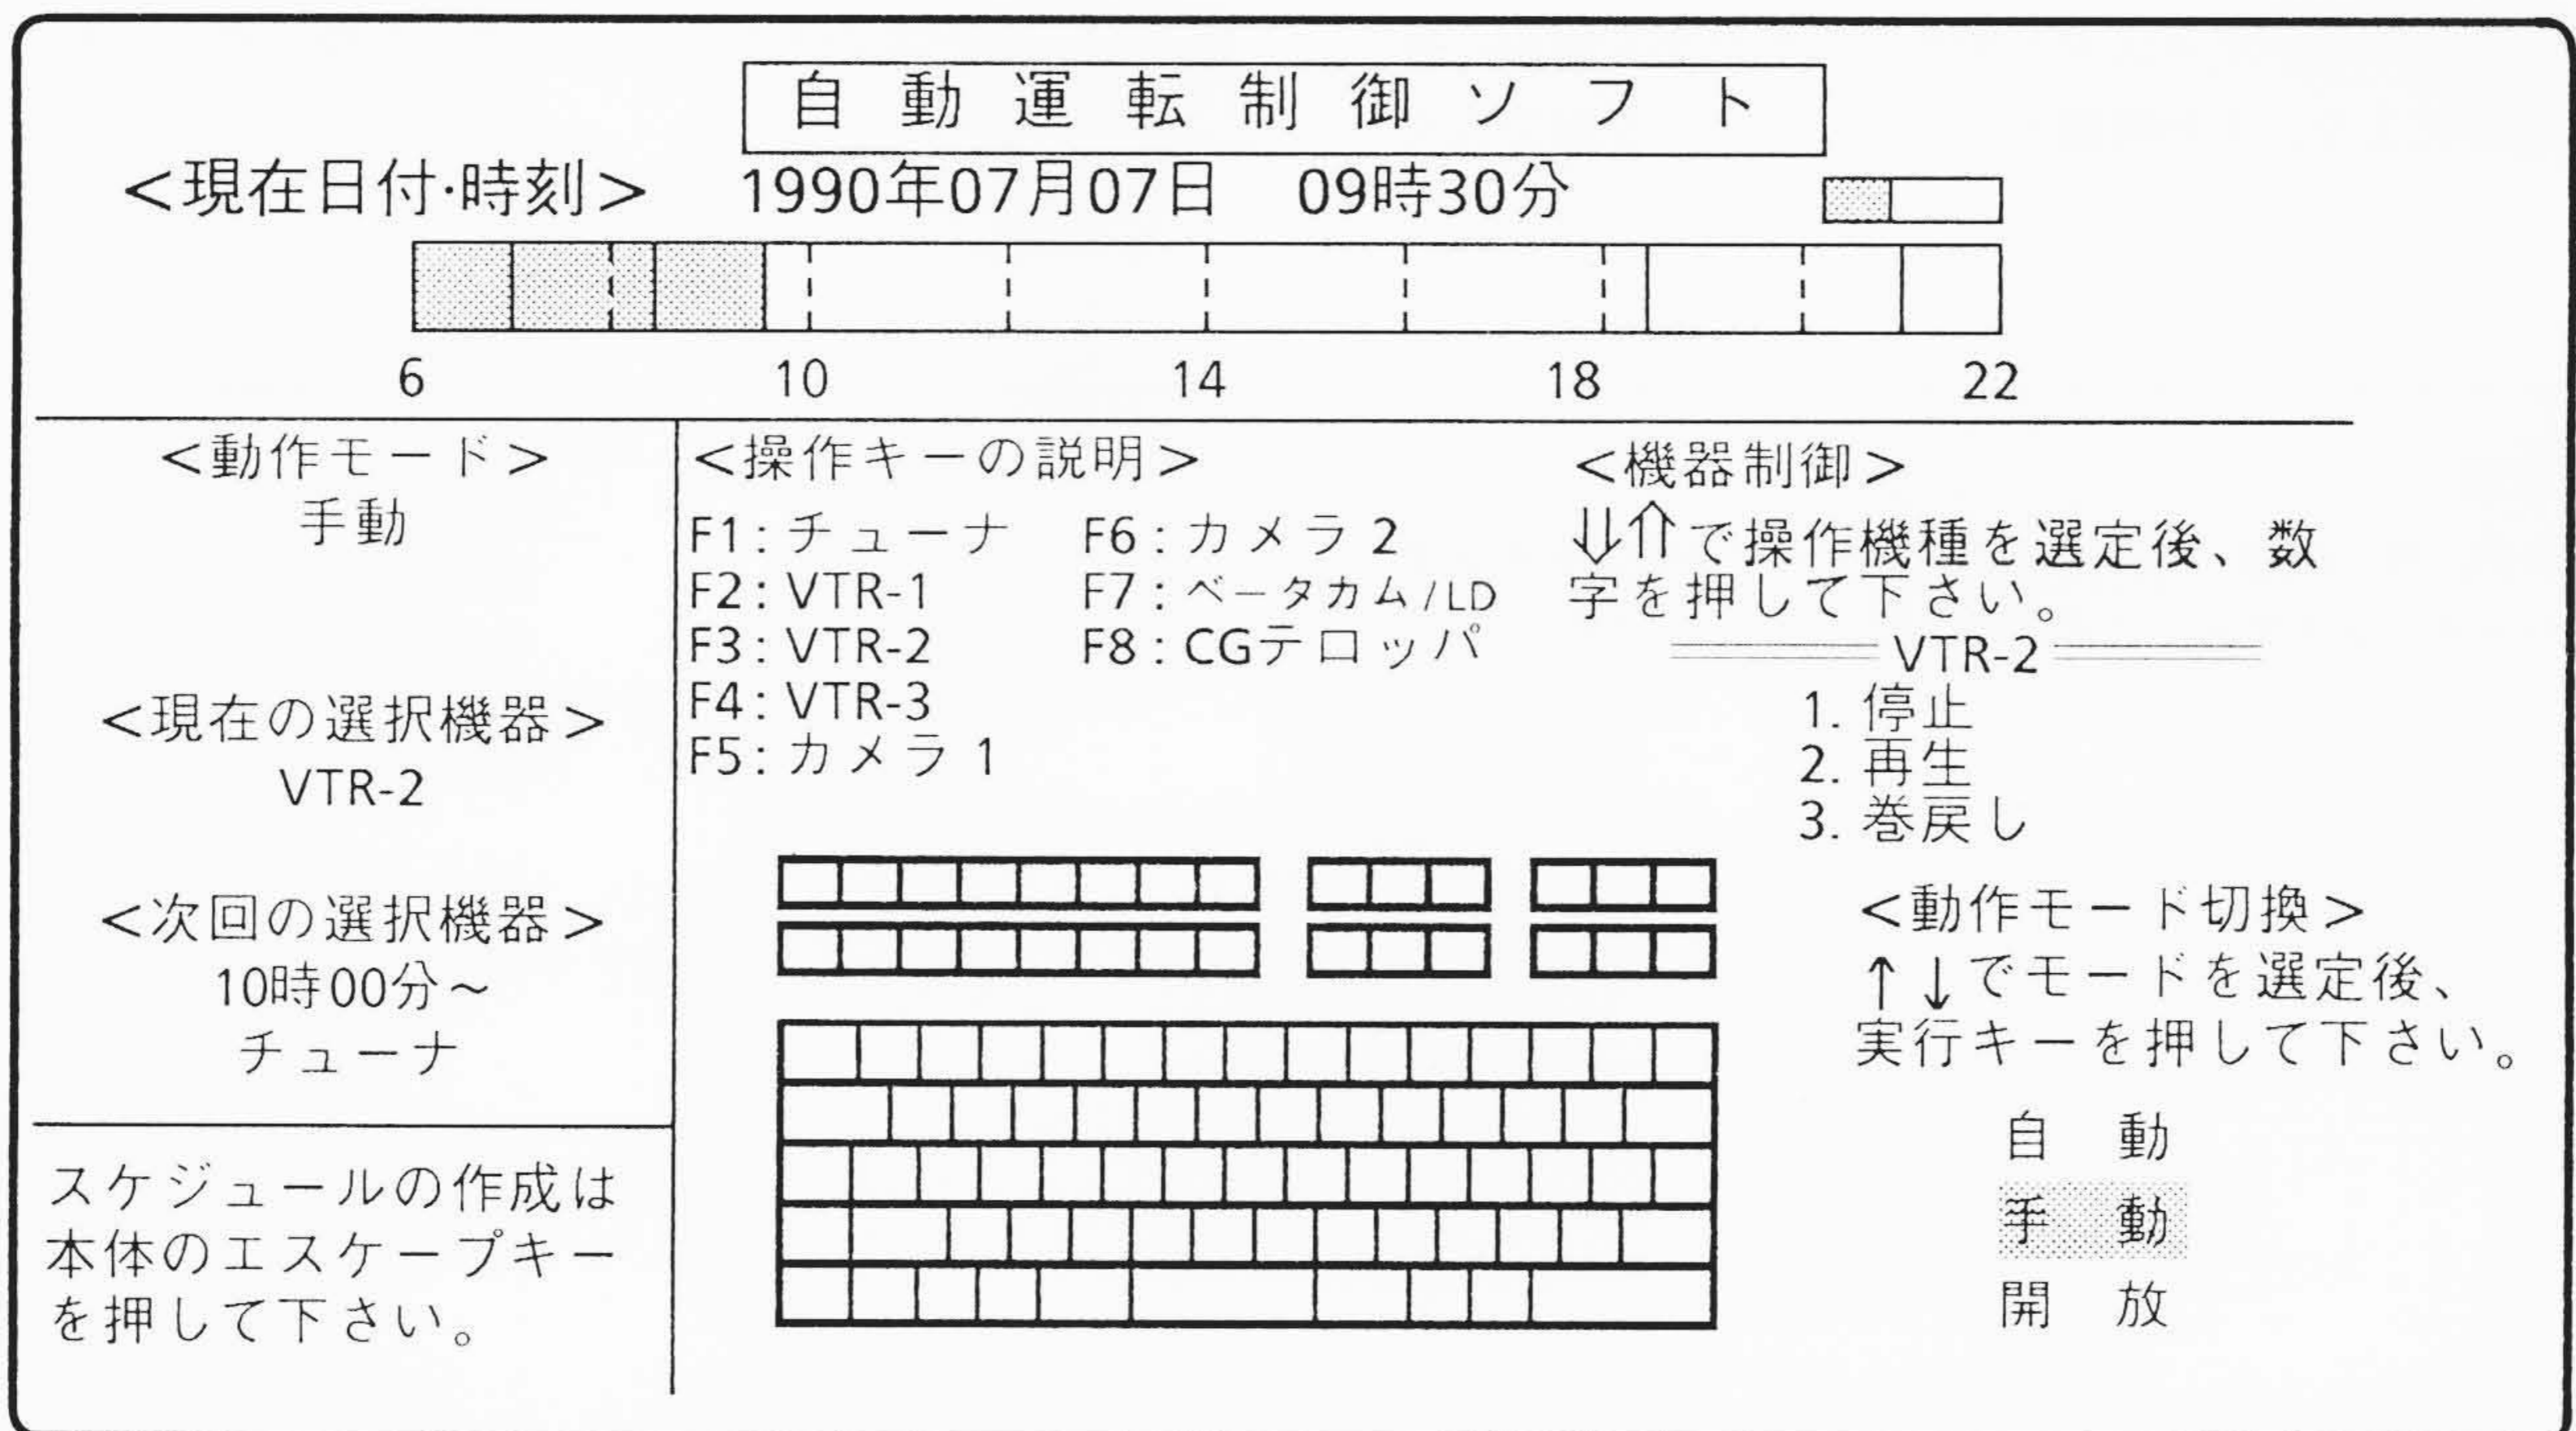 自動運転制御ソフト
<現在日付·時刻> 1990年07月07日 09時30分
6 10 14 18 22
<動作モード>
手動
<現在の選択機器>
VTR-2
<次回の選択機器>
10時00分~
チューナ
スケジュールの作成は
本体のエスケープキー
を押して下さい。
<操作キーの説明>
F1:チューナ F6:カメラ2
F2:VTR-1 F7:ベータカム/LD
F3:VTR-2 F8:CGテロッパ
F4:VTR-3
F5:カメラ1
<機器制御>
⇓⇑で操作機種を選定後、数
字を押して下さい。
VTR-2
1. 停止
2. 再生
3. 巻戻し
<動作モード切換>
↑↓でモードを選定後、
実行キーを押して下さい。
自動
手動
開放